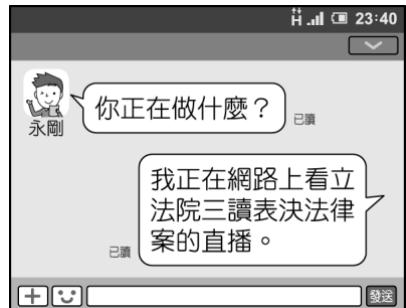 H 23:40
你正在做什麼？
已讀
永剛
我正在網路上看立
法院三讀表決法律
案的直播。
已讀
發送